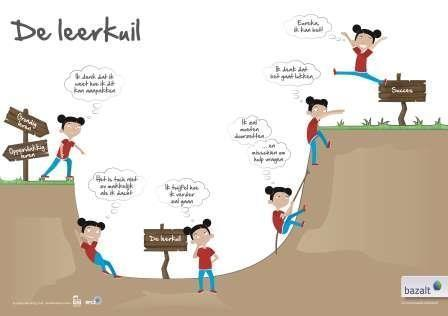 De leerkuil
Eureka,
ik kan het!
Ik denk dat ik
weet hoe ik dit
kan aanpakken
Ik denk dat
het gaat lukken
Succes
Grondig
leren
Oppervlakkig
leren
Ik zal
moeten
doorzetten
... en
misschien om
hulp vragen
Het is toch niet
zo makkelijk
als ik dacht
Ik twijfel hoe
ik verder
zal gaan
De leerkuil
bazalt